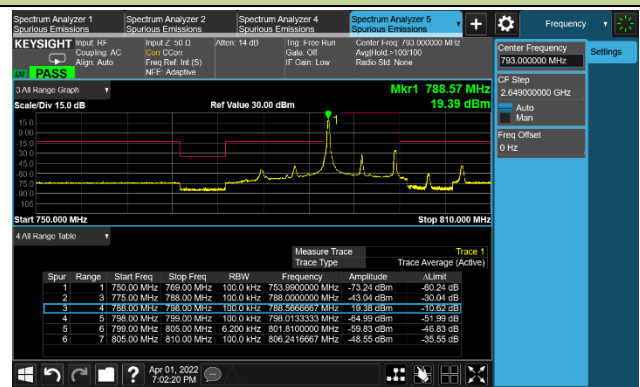 Spectrum Analyzer 1
Spurious Emissions
Spectrum Analyzer 2
Spurious Emissions
Spectrum Analyzer 4
Spurious Emissions
Spectrum Analyzer 5
Spurious Emissions
Frequency
KEYSIGHT
Input: RF
Coupling: AC
Align: Auto
Input Z: 50 Ω
Corr CCorr
Freq Ref: Int (S)
NFE: Adaptive
Atten: 14 dB
Trig: Free Run
Gate: Off
IF Gain: Low
Center Freq: 793.000000 MHz
Avg|Hold:>100/100
Radio Std: None
PASS
3 All Range Graph
Mkr1 788.57 MHz
Scale/Div 15.0 dB
Ref Value 30.00 dBm
19.39 dBm
1
15.0
0.00
-15.0
-30.0
-45.0
-60.0
-75.0
-90.0
-105
Start 750.000 MHz
Stop 810.000 MHz
4 All Range Table
Measure Trace
Trace 1
Trace Type
Trace Average (Active)
Spur Range Start Freq Stop Freq RBW Frequency Amplitude ΔLimit
1 1 750.00 MHz 769.00 MHz 100.0 kHz 753.9900000 MHz -73.24 dBm -60.24 dB
2 3 775.00 MHz 788.00 MHz 100.0 kHz 788.0000000 MHz -43.04 dBm -30.04 dB
3 4 788.00 MHz 798.00 MHz 100.0 kHz 788.5666667 MHz 19.38 dBm -10.62 dB
4 5 798.00 MHz 799.00 MHz 100.0 kHz 798.0133333 MHz -64.99 dBm -51.99 dB
5 6 799.00 MHz 805.00 MHz 6.200 kHz 801.8100000 MHz -59.83 dBm -46.83 dB
6 7 805.00 MHz 810.00 MHz 100.0 kHz 806.2416667 MHz -48.55 dBm -35.55 dB
Center Frequency
793.000000 MHz
Settings
CF Step
2.649000000 GHz
Auto
Man
Freq Offset
0 Hz
Apr 01, 2022
7:02:20 PM